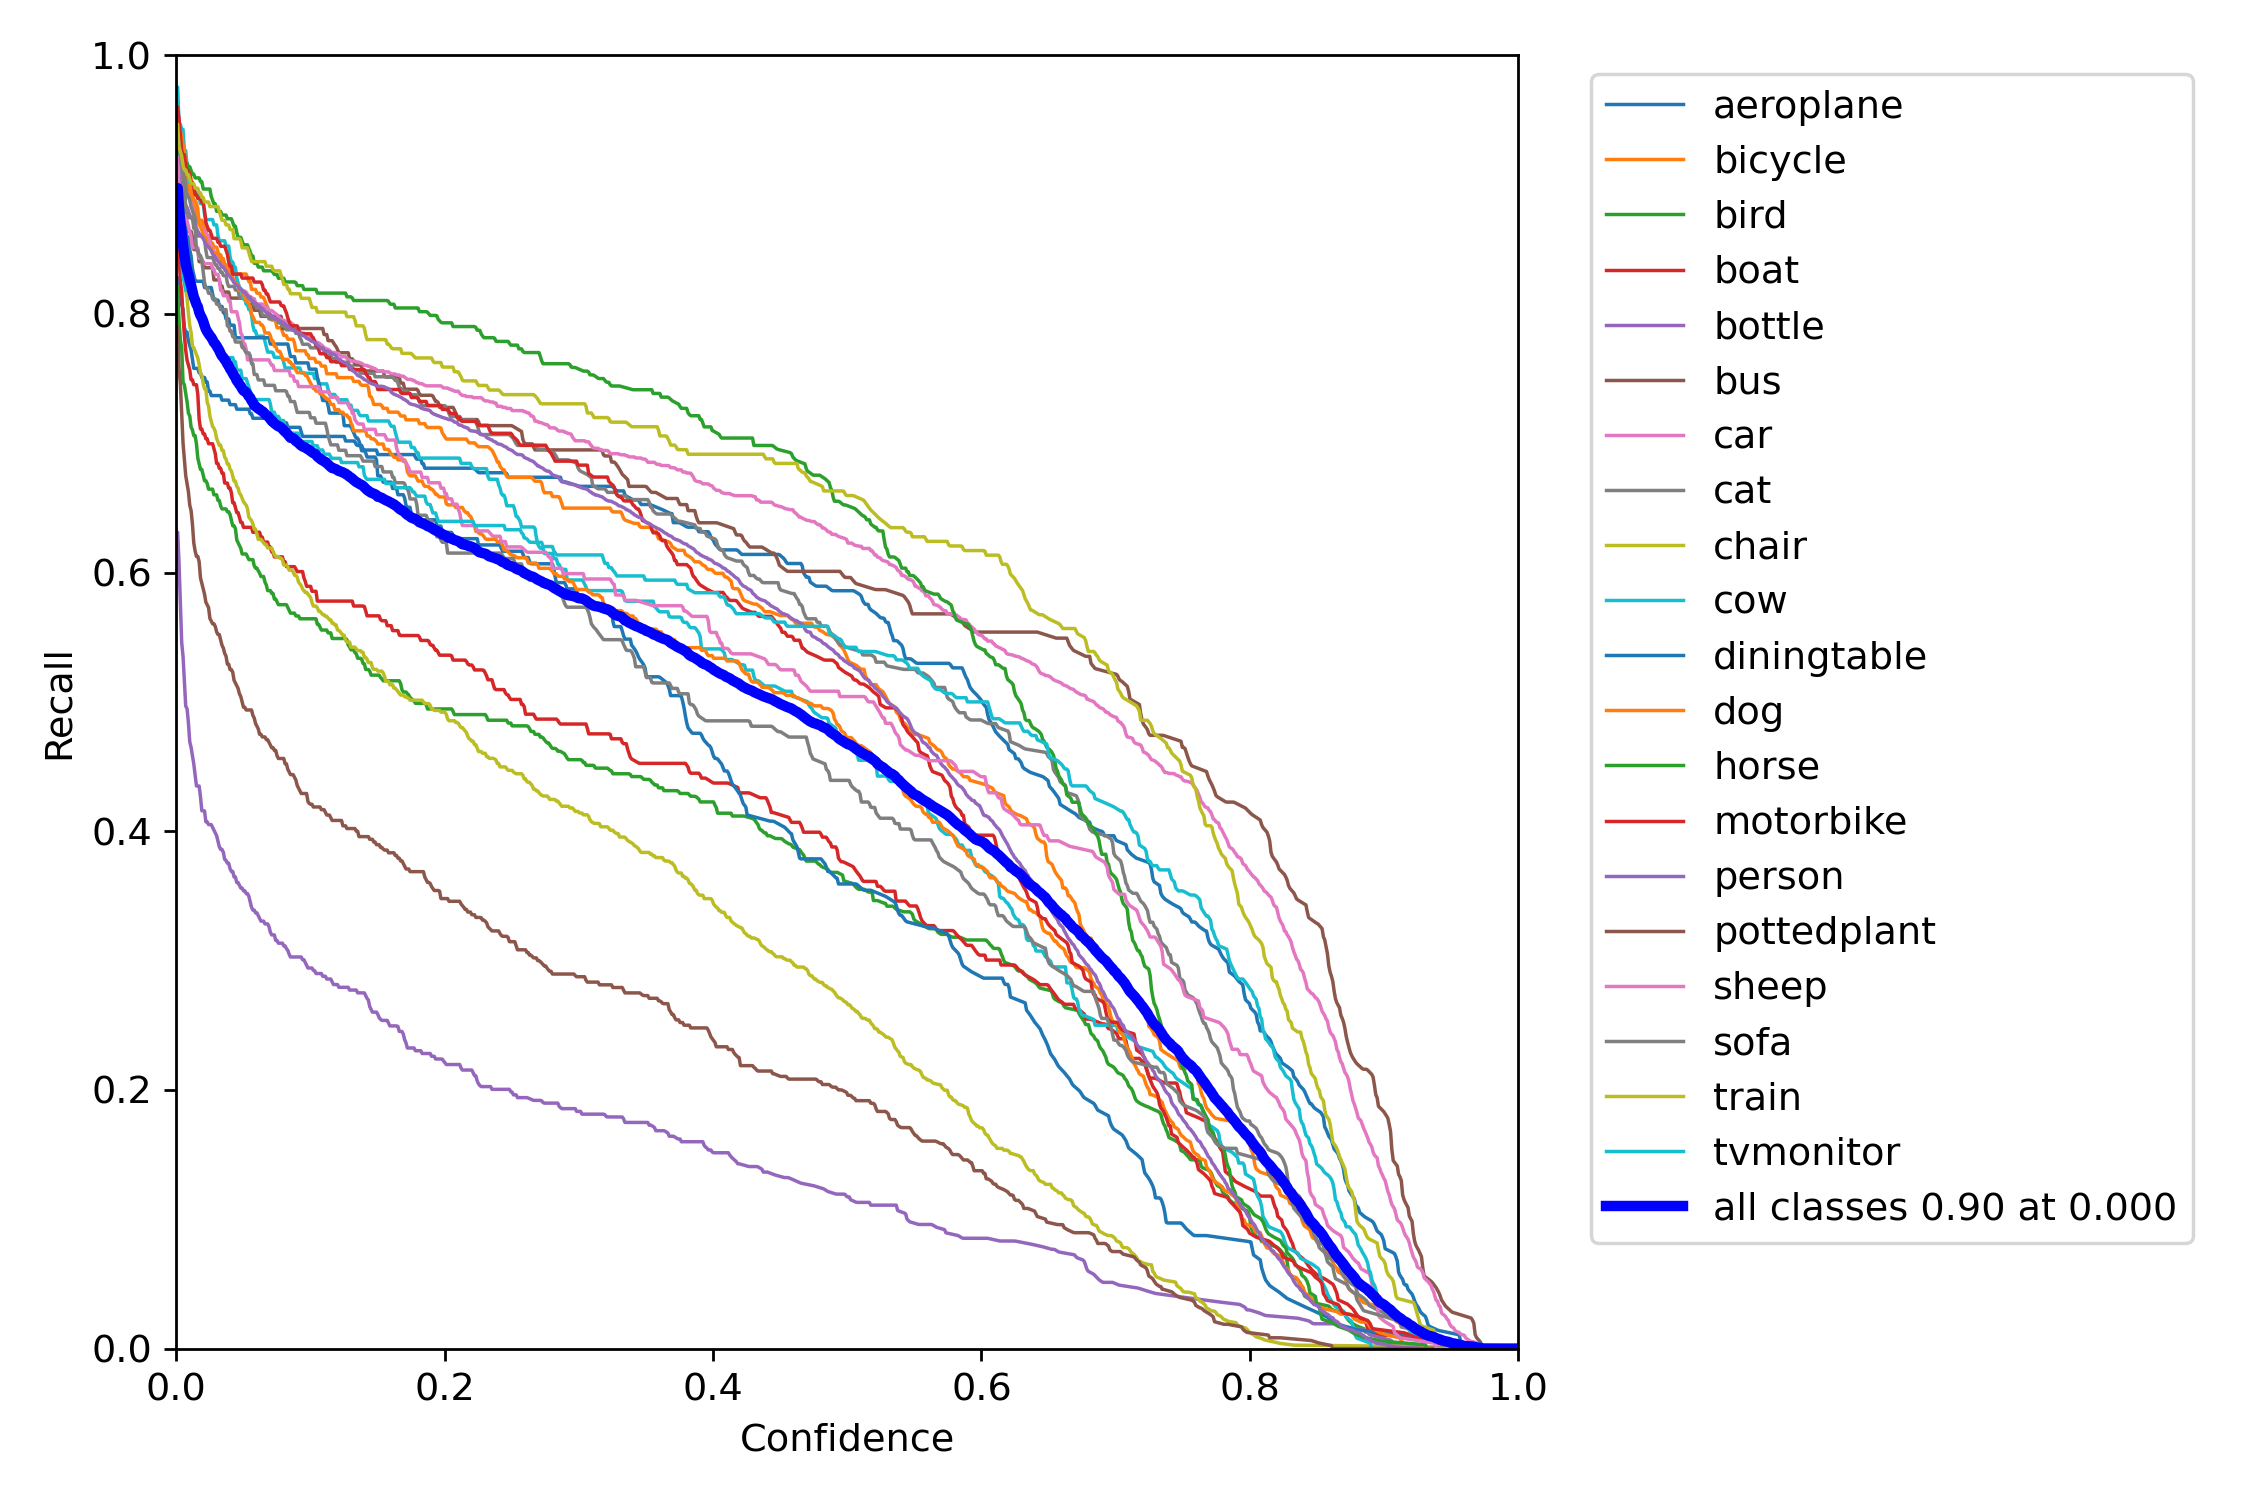 1.0
0.8
0.6
0.4
0.2
0.0
Recall
0.0 0.2 0.4 0.6 0.8 1.0
Confidence
aeroplane
bicycle
bird
boat
bottle
bus
car
cat
chair
cow
diningtable
dog
horse
motorbike
person
pottedplant
sheep
sofa
train
tvmonitor
all classes 0.90 at 0.000